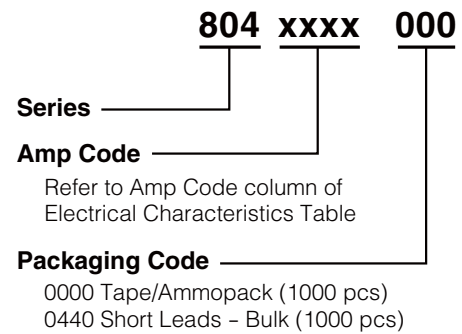 804 xxxx 000
Series
Amp Code
Refer to Amp Code column of
Electrical Characteristics Table
Packaging Code
0000 Tape/Ammopack (1000 pcs)
0440 Short Leads – Bulk (1000 pcs)